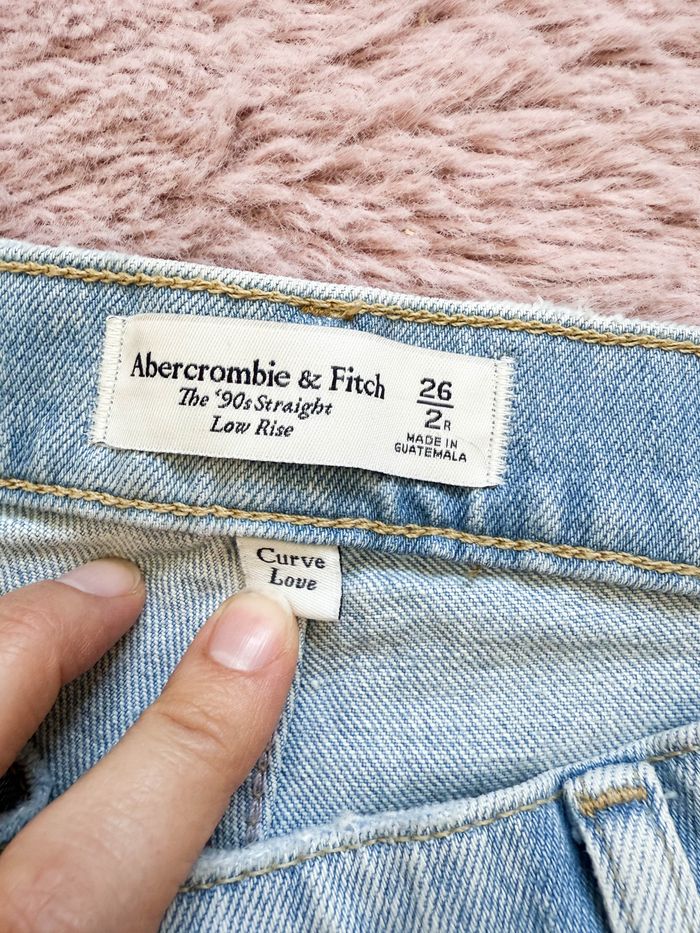 Abercrombie & Fitch
The ‘90s Straight
Low Rise
26
2R
MADE IN
GUATEMALA
Curve
Love